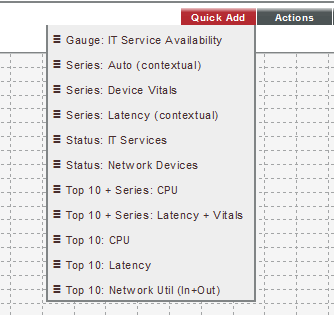 Quick Add Actions
Gauge: IT Service Availability
Series: Auto (contextual)
Series: Device Vitals
Series: Latency (contextual)
Status: IT Services
Status: Network Devices
Top 10 + Series: CPU
Top 10 + Series: Latency + Vitals
Top 10: CPU
Top 10: Latency
Top 10: Network Util (In+Out)